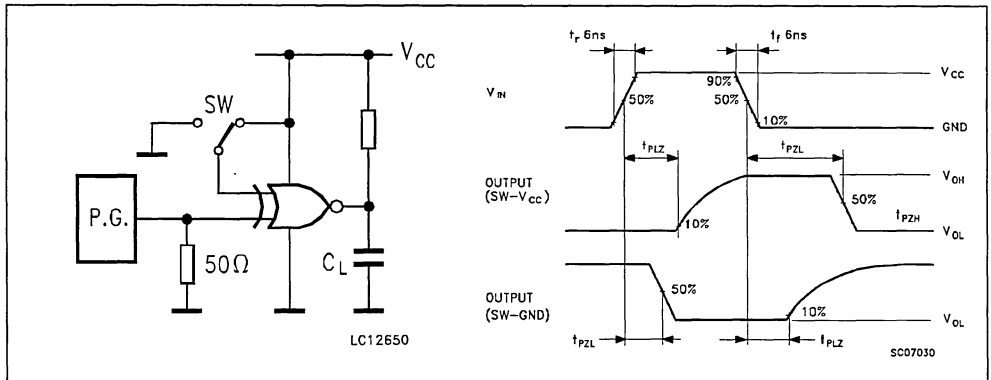 V_CC
SW
P.G.
50Ω
C_L
LC12650
t_r 6ns
t_f 6ns
V_IN
90%
50%
50%
10%
V_CC
GND
t_PLZ
t_PZL
OUTPUT
(SW-V_CC)
10%
50%
V_OH
t_PZH
V_OL
OUTPUT
(SW-GND)
50%
10%
V_OL
t_PZL
t_PLZ
SC07030